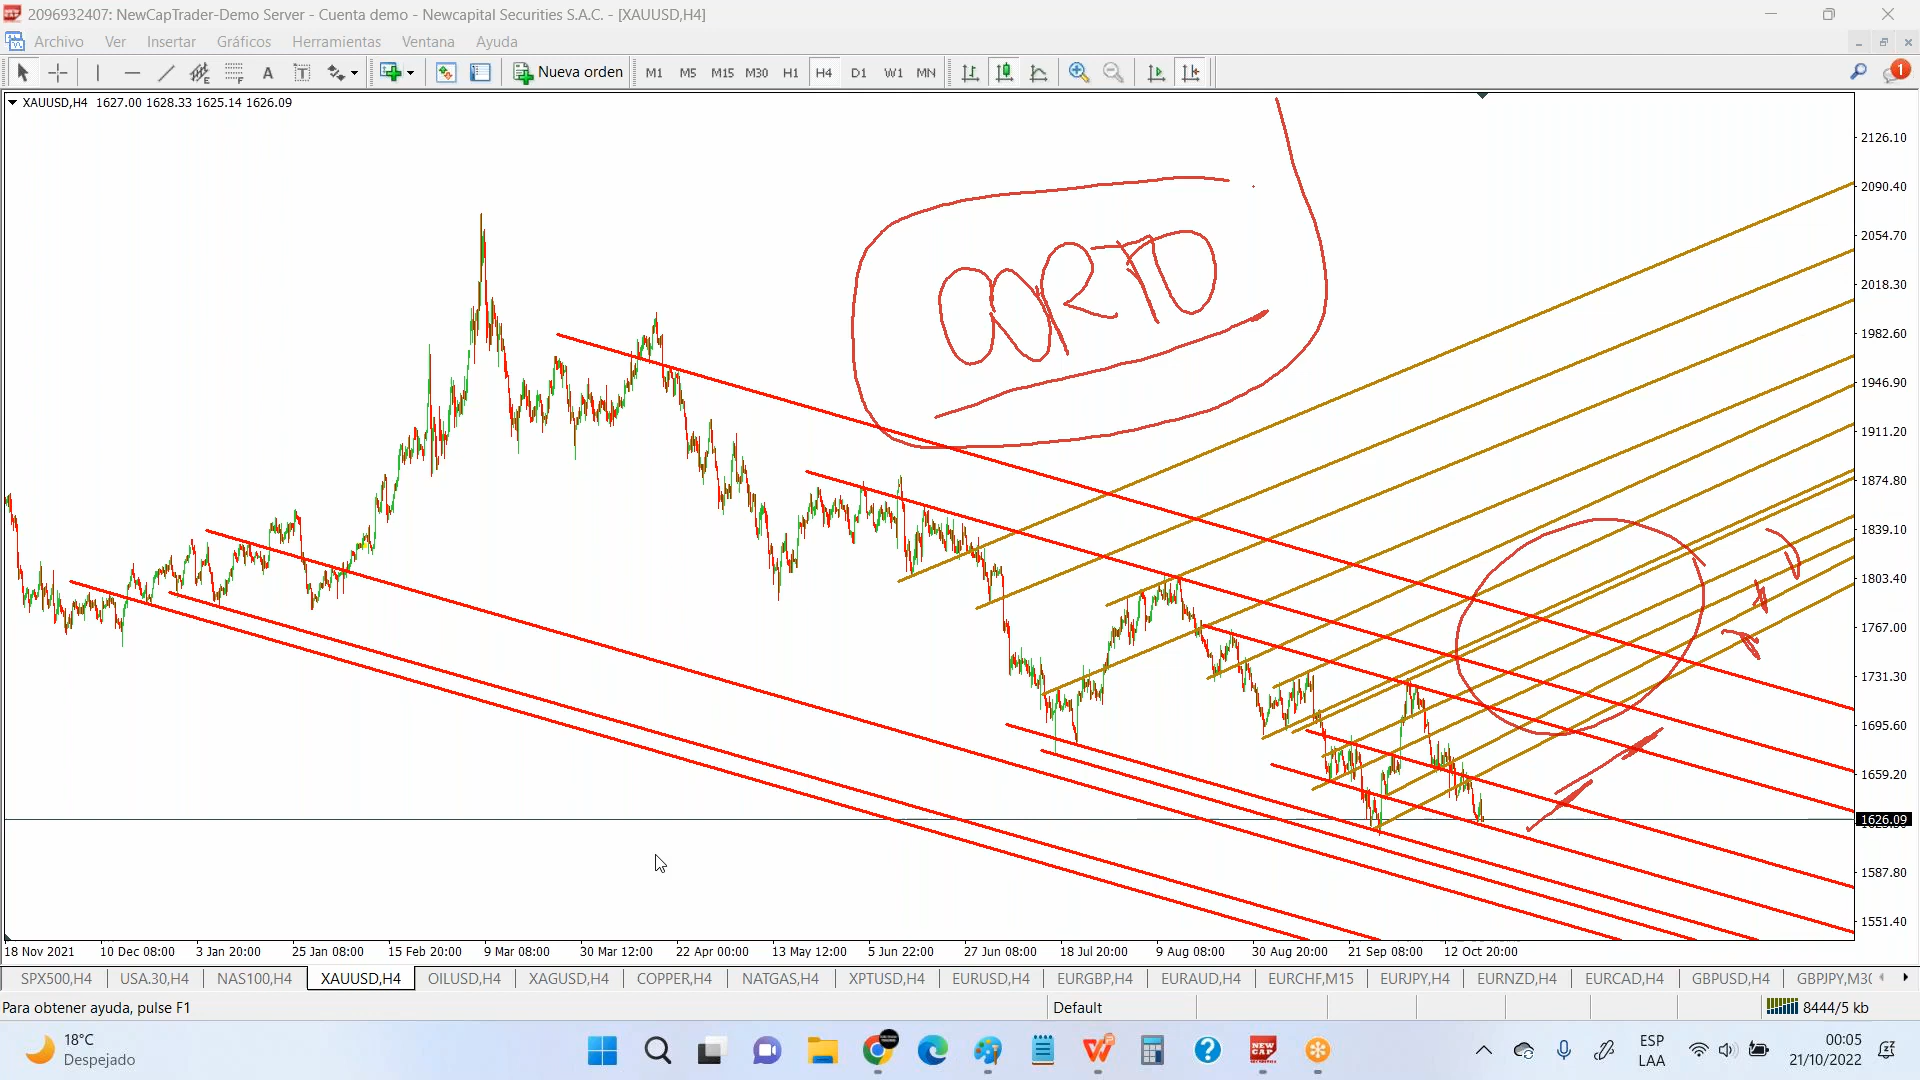 2096932407: NewCapTrader-Demo Server - Cuenta demo - Newcapital Securities S.A.C. - [XAUUSD,H4]
Archivo Ver Insertar Gráficos Herramientas Ventana Ayuda
A T Nueva orden M1 M5 M15 M30 H1 H4 D1 W1 MN 1
XAUUSD,H4 1627.00 1628.33 1625.14 1626.09
2126.10
2090.40
2054.70
2018.30
1982.60
1946.90
1911.20
1874.80
1839.10
1803.40
1767.00
1731.30
1695.60
1659.20
1626.09
1587.80
1551.40
18 Nov 2021 10 Dec 08:00 3 Jan 20:00 25 Jan 08:00 15 Feb 20:00 9 Mar 08:00 30 Mar 12:00 22 Apr 00:00 13 May 12:00 5 Jun 22:00 27 Jun 08:00 18 Jul 20:00 9 Aug 08:00 30 Aug 20:00 21 Sep 08:00 12 Oct 20:00
SPX500,H4 USA.30,H4 NAS100,H4 XAUUSD,H4 OILUSD,H4 XAGUSD,H4 COPPER,H4 NATGAS,H4 XPTUSD,H4 EURUSD,H4 EURGBP,H4 EURAUD,H4 EURCHF,M15 EURJPY,H4 EURNZD,H4 EURCAD,H4 GBPUSD,H4 GBPJPY,M30
Para obtener ayuda, pulse F1 Default 8444/5 kb
18°C
Despejado
NEW CAP
ESP
LAA
00:05
21/10/2022